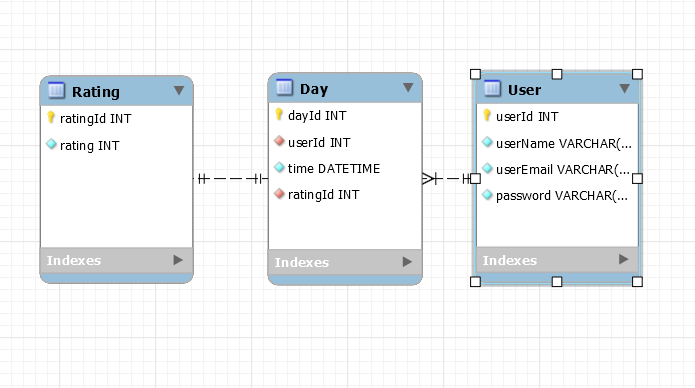 Rating
ratingId INT
rating INT
Indexes
Day
dayId INT
userId INT
time DATETIME
ratingId INT
Indexes
User
userId INT
userName VARCHAR(...
userEmail VARCHAR(...
password VARCHAR(...
Indexes